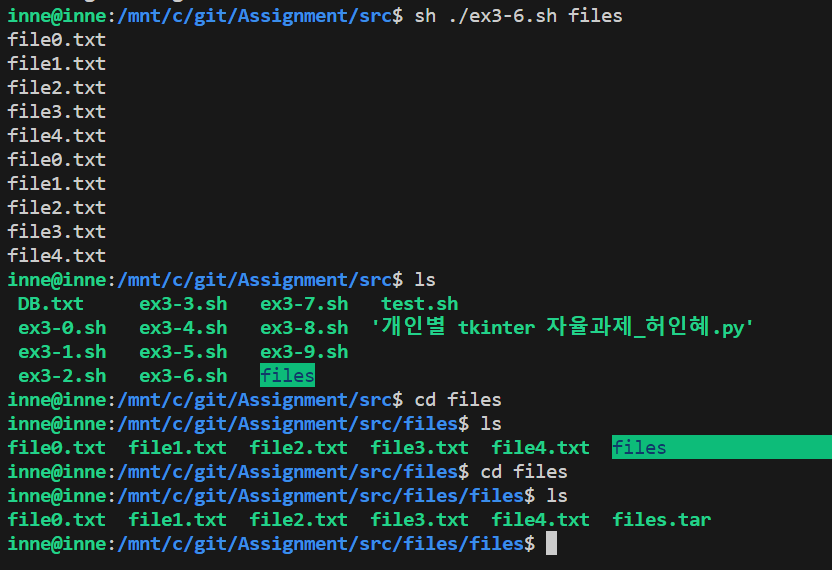 inne@inne:/mnt/c/git/Assignment/src$ sh ./ex3-6.sh files
file0.txt
file1.txt
file2.txt
file3.txt
file4.txt
file0.txt
file1.txt
file2.txt
file3.txt
file4.txt
inne@inne:/mnt/c/git/Assignment/src$ ls
DB.txt ex3-3.sh ex3-7.sh test.sh
ex3-0.sh ex3-4.sh ex3-8.sh '개인별 tkinter 자율과제_허인혜.py'
ex3-1.sh ex3-5.sh ex3-9.sh
ex3-2.sh ex3-6.sh files
inne@inne:/mnt/c/git/Assignment/src$ cd files
inne@inne:/mnt/c/git/Assignment/src/files$ ls
file0.txt file1.txt file2.txt file3.txt file4.txt files
inne@inne:/mnt/c/git/Assignment/src/files$ cd files
inne@inne:/mnt/c/git/Assignment/src/files/files$ ls
file0.txt file1.txt file2.txt file3.txt file4.txt files.tar
inne@inne:/mnt/c/git/Assignment/src/files/files$